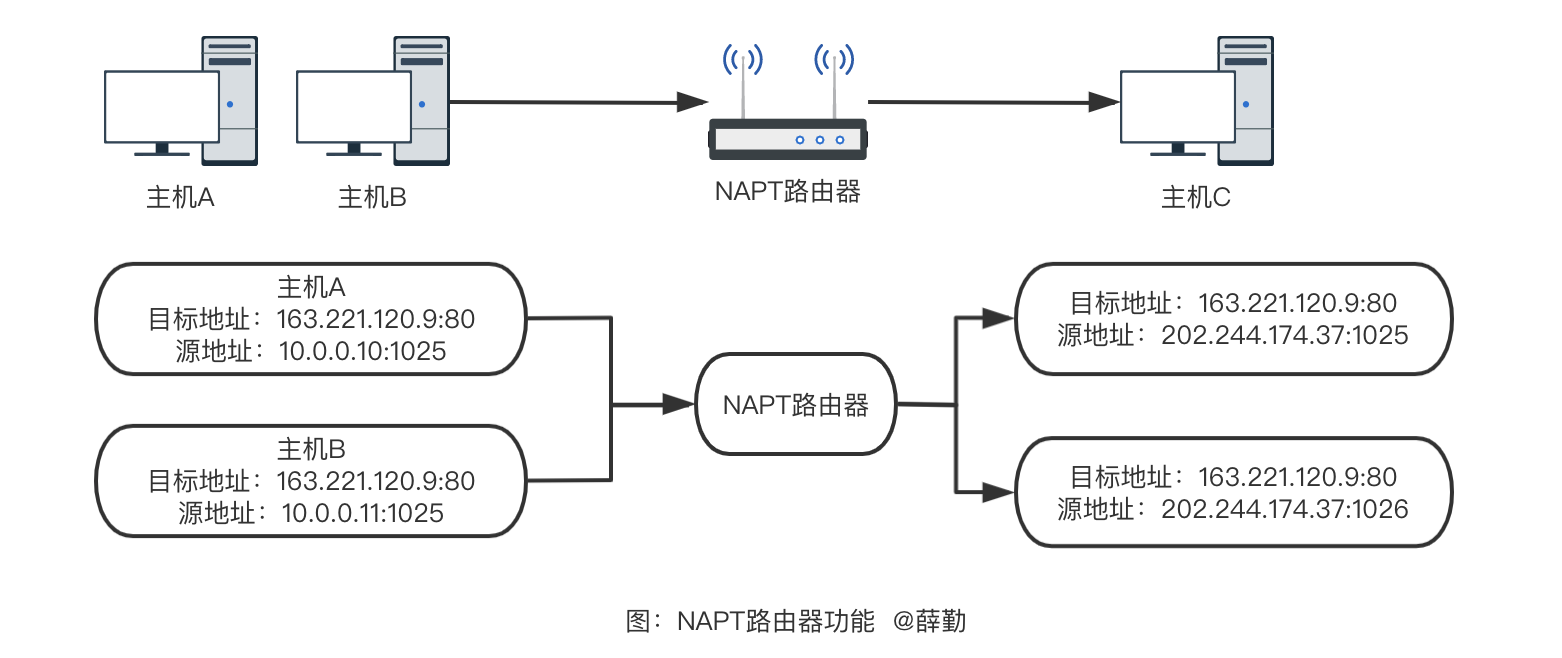 主机A
主机B
NAPT路由器
主机C
主机A
目标地址：163.221.120.9:80
源地址：10.0.0.10:1025
主机B
目标地址：163.221.120.9:80
源地址：10.0.0.11:1025
NAPT路由器
目标地址：163.221.120.9:80
源地址：202.244.174.37:1025
目标地址：163.221.120.9:80
源地址：202.244.174.37:1026
图：NAPT路由器功能 @薛勤